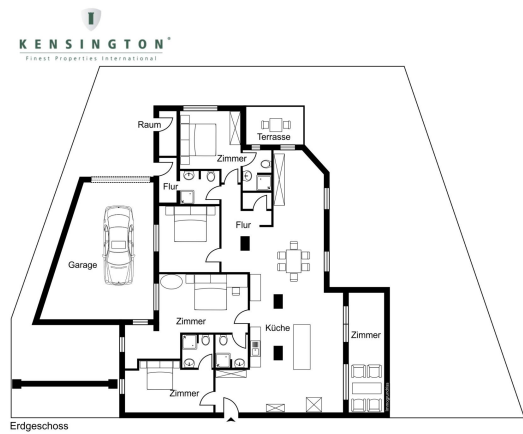 KENSINGTON®
Finest Properties International
Raum
Terrasse
Zimmer
Flur
Flur
Garage
Zimmer
Küche
Zimmer
Zimmer
Erdgeschoss